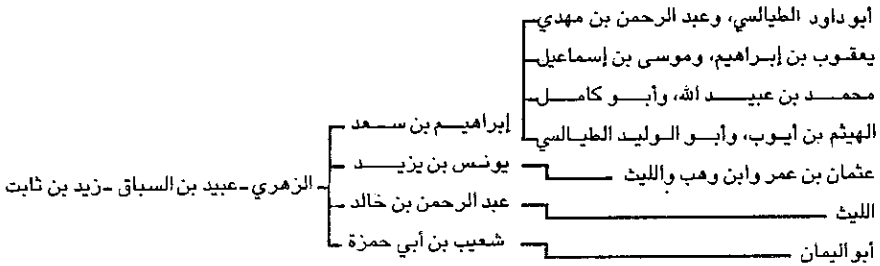 أبو داود الطيالسي، وعبد الرحمن بن مهدي
يعقوب بن إبراهيم، وموسى بن إسماعيل
محمد بن عبيد الله، وأبو كامل
إبراهيم بن سعد
الهيثم بن أيوب، وأبو الوليد الطيالسي
يونس بن يزيد
عثمان بن عمر وابن وهب والليث
الزهري - عبيد بن السباق - زيد بن ثابت
عبد الرحمن بن خالد
الليث
شعيب بن أبي حمزة
أبو اليمان